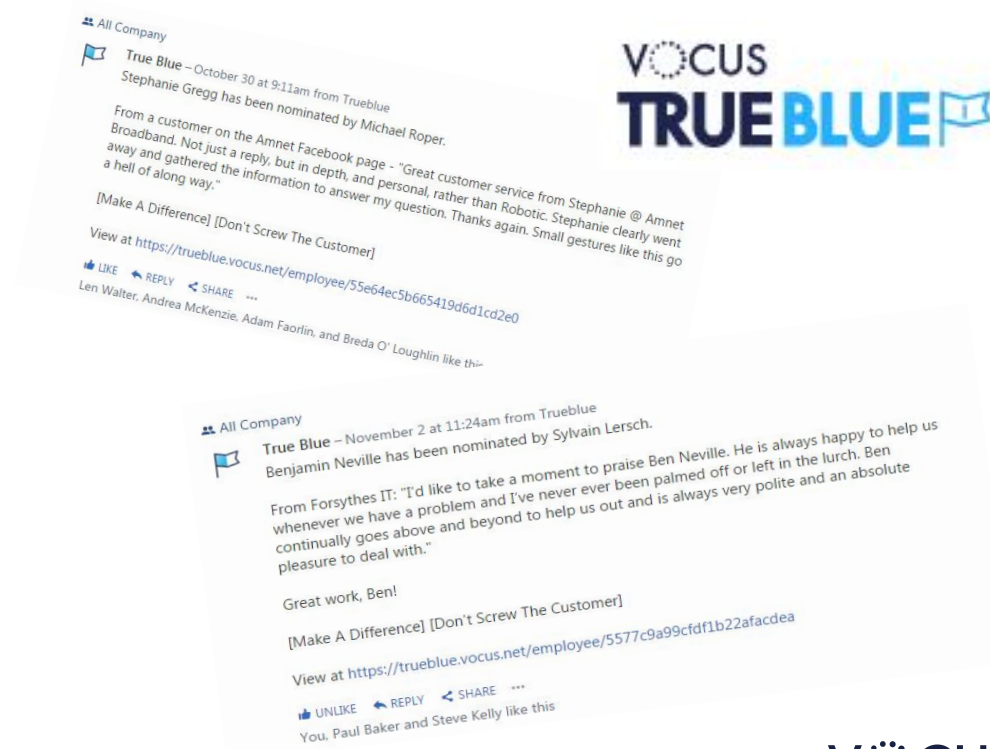 VOCUS
TRUE BLUE
All Company
True Blue – October 30 at 9:11am from Trueblue
Stephanie Gregg has been nominated by Michael Roper.
From a customer on the Amnet Facebook page - "Great customer service from Stephanie @ Amnet
Broadband. Not just a reply, but in depth, and personal, rather than Robotic. Stephanie clearly went
away and gathered the information to answer my question. Thanks again. Small gestures like this go
a hell of along way."
[Make A Difference] [Don't Screw The Customer]
View at https://trueblue.vocus.net/employee/55e64ec5b665419d6d1cd2e0
LIKE REPLY SHARE ...
Len Walter, Andrea McKenzie, Adam Faorlin, and Breda O' Loughlin like this
All Company
True Blue – November 2 at 11:24am from Trueblue
Benjamin Neville has been nominated by Sylvain Lersch.
From Forsythes IT: "I'd like to take a moment to praise Ben Neville. He is always happy to help us
whenever we have a problem and I've never ever been palmed off or left in the lurch. Ben
continually goes above and beyond to help us out and is always very polite and an absolute
pleasure to deal with."
Great work, Ben!
[Make A Difference] [Don't Screw The Customer]
View at https://trueblue.vocus.net/employee/5577c9a99cfdf1b22afacdea
UNLIKE REPLY SHARE ...
You, Paul Baker and Steve Kelly like this